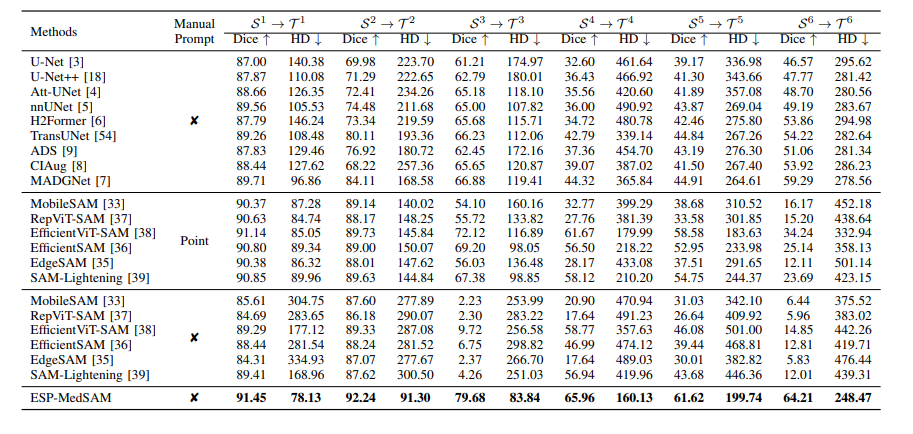 Methods Manual Prompt S¹ → T¹ S² → T² S³ → T³ S⁴ → T⁴ S⁵ → T⁵ S⁶ → T⁶
Dice ↑ HD ↓ Dice ↑ HD ↓ Dice ↑ HD ↓ Dice ↑ HD ↓ Dice ↑ HD ↓ Dice ↑ HD ↓
U-Net [3] 87.00 140.38 69.98 223.70 61.21 174.97 32.60 461.64 39.17 336.98 46.57 295.62
U-Net++ [18] 87.87 110.08 71.29 222.65 62.79 180.01 36.43 466.92 41.30 343.66 47.77 281.42
Att-UNet [4] 88.66 126.35 72.41 234.26 65.18 118.10 35.56 420.60 41.89 357.08 48.70 280.56
nnUNet [5] 89.56 105.53 74.48 211.68 65.00 107.82 36.00 490.92 43.87 269.04 49.19 283.67
H2Former [6] ✘ 87.79 146.24 73.34 219.59 65.68 115.71 34.72 480.78 42.46 275.80 53.86 294.98
TransUNet [54] 89.26 108.48 80.11 193.36 66.23 112.06 42.79 339.14 44.84 267.26 54.22 282.64
ADS [9] 87.83 129.46 76.92 180.72 62.45 172.16 37.36 454.70 43.19 276.30 51.06 281.34
CIAug [8] 88.44 127.62 68.22 257.36 65.65 120.87 39.07 387.02 41.50 267.40 53.92 286.23
MADGNet [7] 89.71 96.86 84.11 168.58 66.88 119.41 44.32 365.84 44.91 264.61 59.29 278.56
MobileSAM [33] 90.37 87.28 89.14 140.02 54.10 160.16 32.77 399.29 38.68 310.52 16.17 452.18
RepViT-SAM [37] 90.63 84.74 88.17 148.25 55.72 133.82 27.76 381.39 33.58 301.85 15.20 438.64
EfficientViT-SAM [38] 91.14 85.05 89.73 145.84 72.12 116.89 61.67 179.99 58.58 183.63 34.24 332.94
EfficientSAM [36] Point 90.80 89.34 89.00 150.07 69.20 98.05 56.50 218.22 52.95 233.98 25.14 358.13
EdgeSAM [35] 90.38 86.32 88.01 147.62 56.03 136.48 28.17 433.08 37.51 291.65 12.11 501.14
SAM-Lightening [39] 90.85 89.96 89.63 144.84 67.38 98.85 58.12 210.20 54.75 244.37 23.69 423.15
MobileSAM [33] 85.61 304.75 87.60 277.89 2.23 253.99 20.90 470.94 31.03 342.10 6.44 375.52
RepViT-SAM [37] 84.69 283.65 86.18 290.07 2.30 283.22 17.64 491.23 26.64 409.92 5.96 383.02
EfficientViT-SAM [38] 89.29 177.12 89.33 287.08 9.72 256.58 58.77 357.63 46.08 501.00 14.85 442.26
EfficientSAM [36] ✘ 88.44 281.54 88.24 281.52 6.75 298.82 46.99 474.12 39.44 468.81 12.81 419.71
EdgeSAM [35] 84.31 334.93 87.07 277.67 2.37 266.70 17.64 489.03 30.01 382.82 5.83 476.44
SAM-Lightening [39] 89.41 168.96 87.62 300.50 4.26 251.03 56.94 419.96 43.68 446.36 12.01 439.31
ESP-MedSAM ✘ 91.45 78.13 92.24 91.30 79.68 83.84 65.96 160.13 61.62 199.74 64.21 248.47